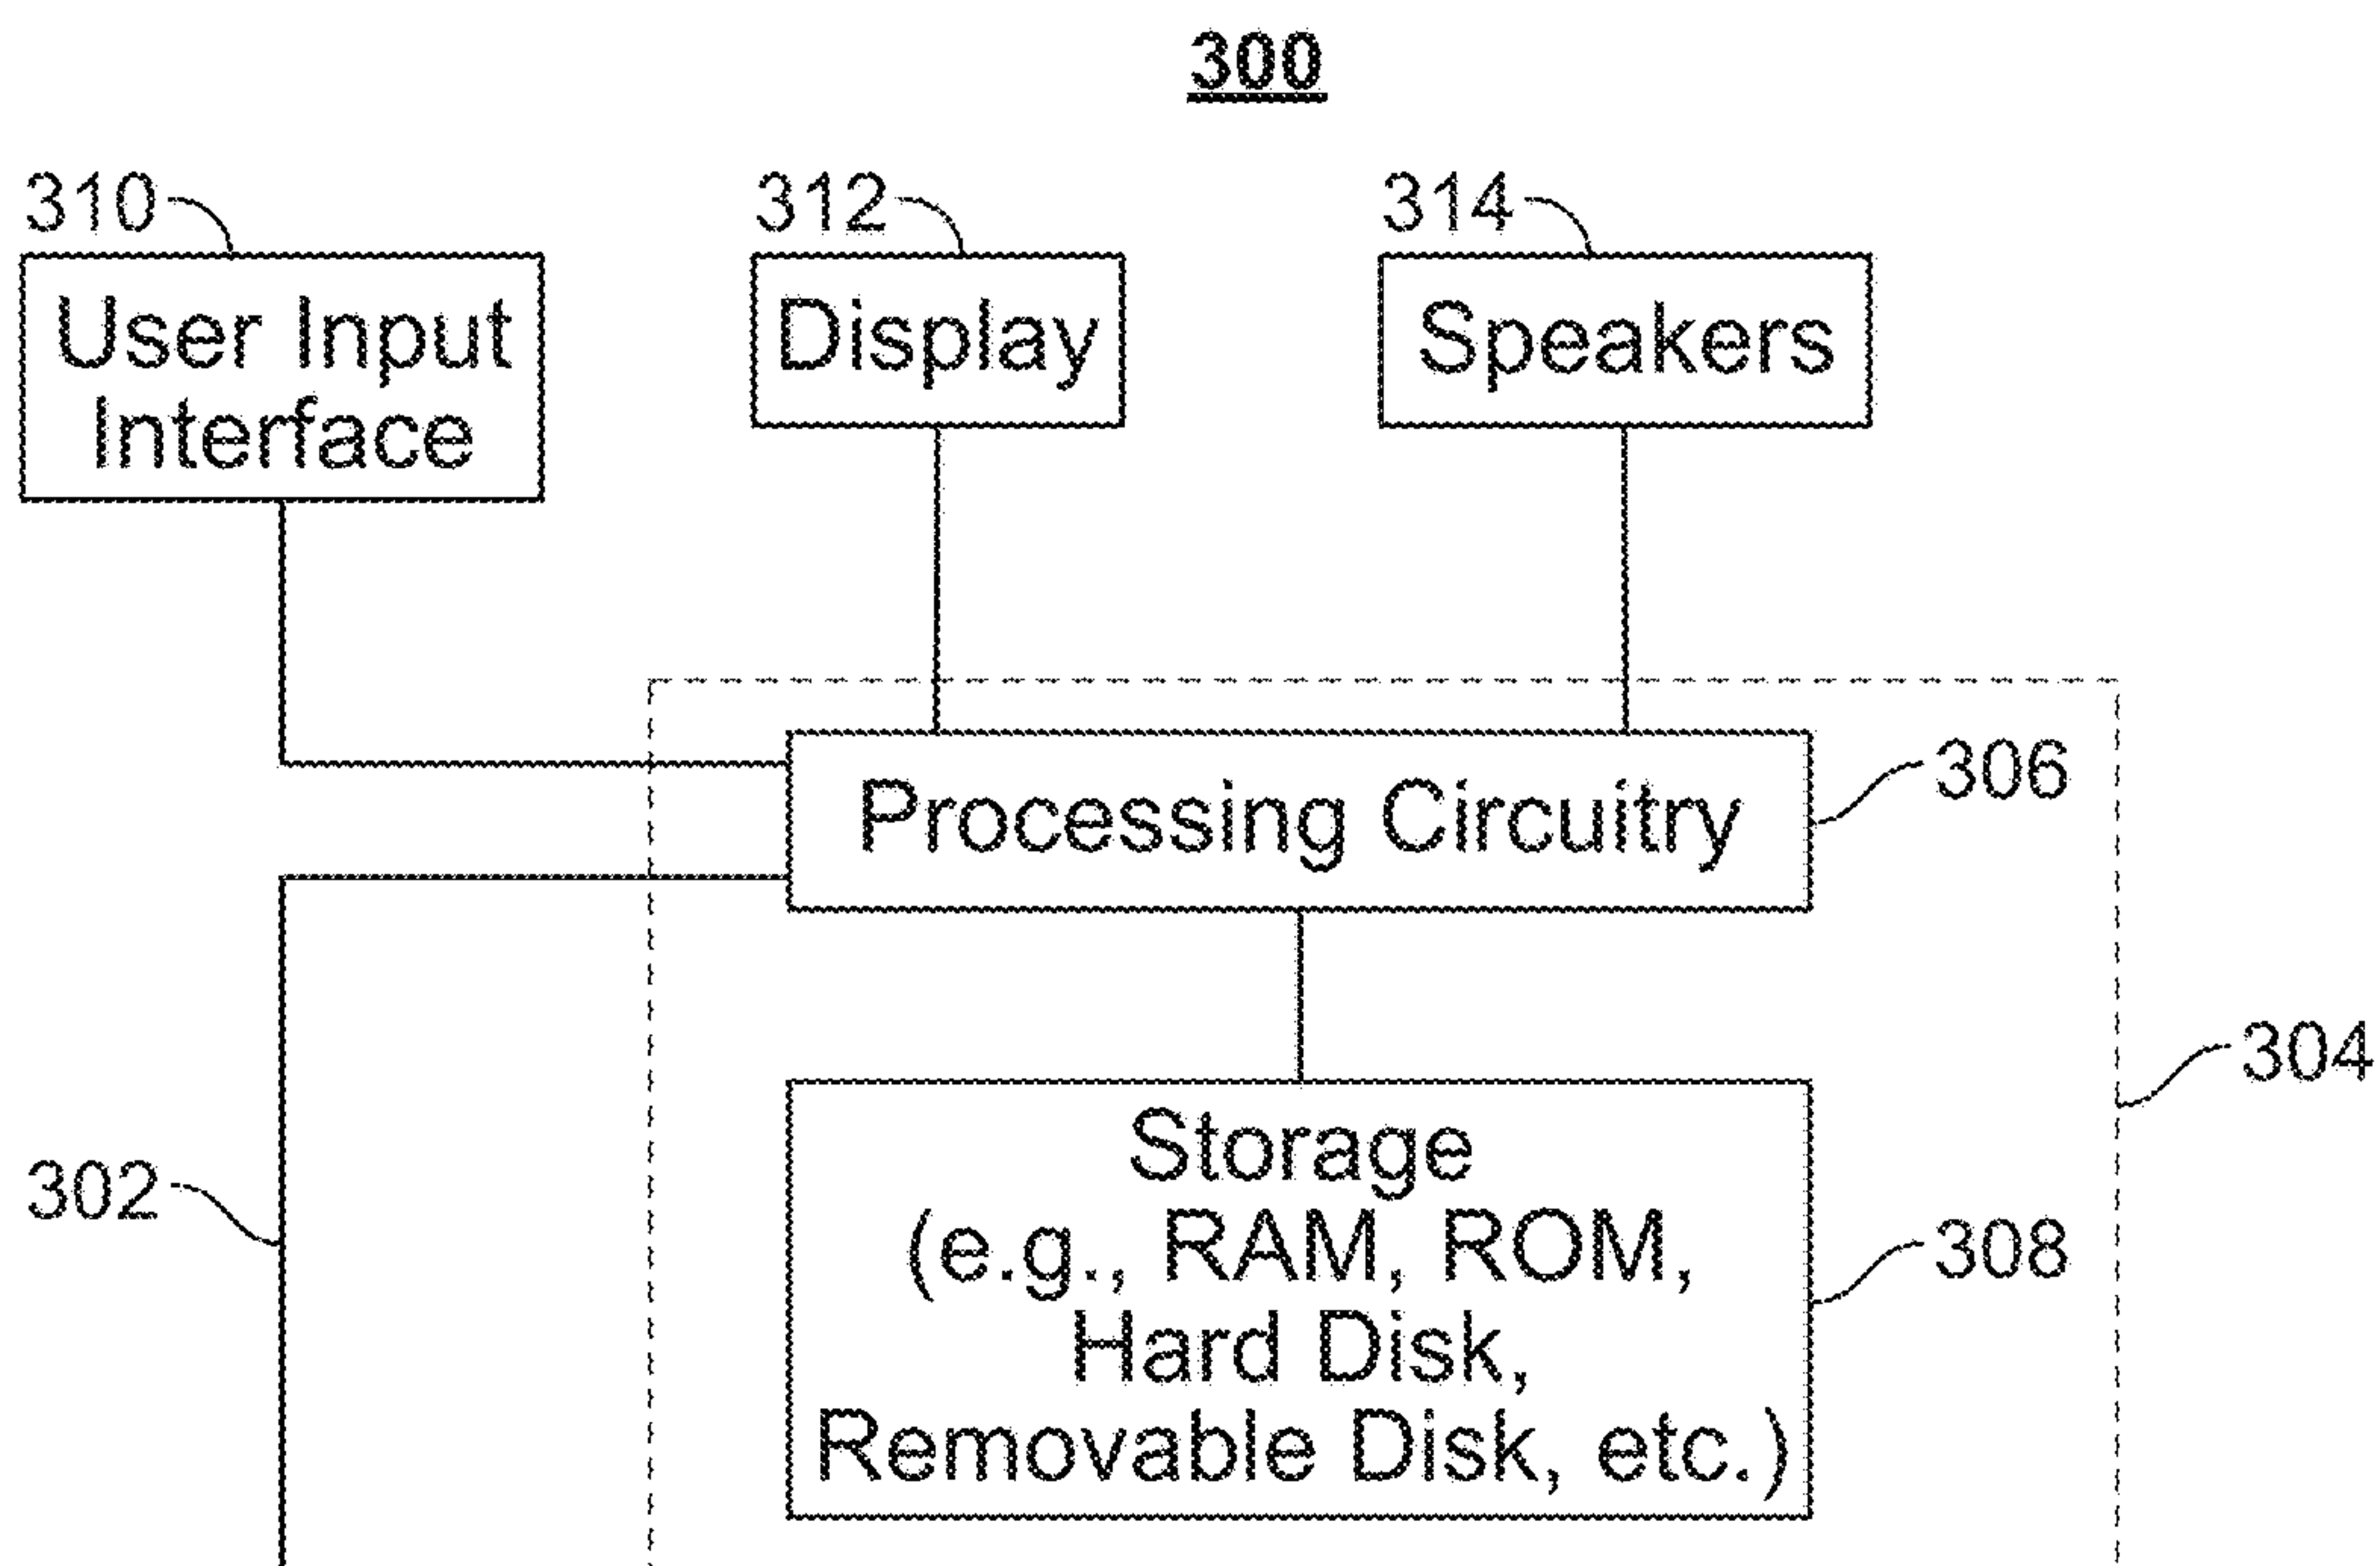 300
310
312
314
User Input
Interface
Display
Speakers
306
Processing Circuitry
304
302
Storage
(e.g., RAM, ROM,
Hard Disk,
Removable Disk, etc.)
308